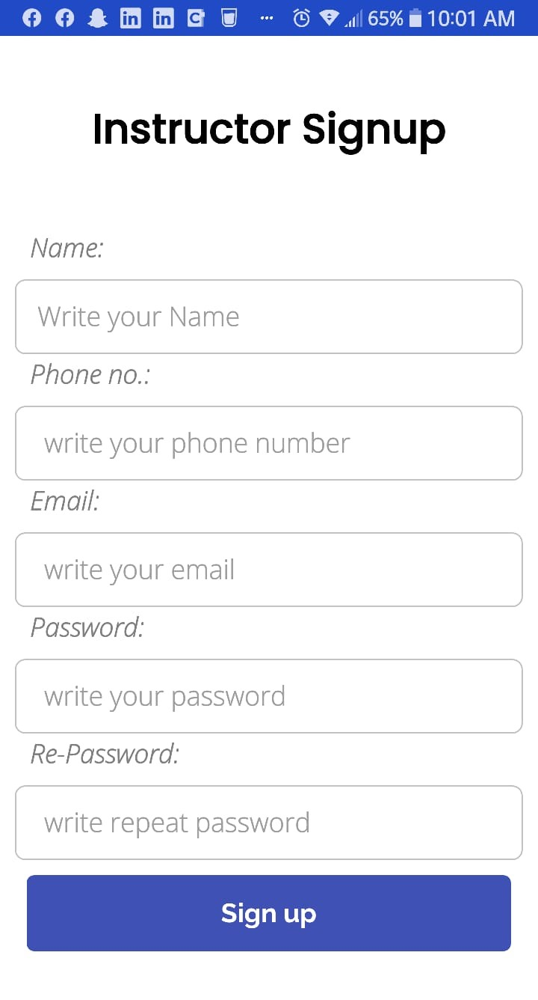 65% 10:01 AM
Instructor Signup
Name:
Write your Name
Phone no.:
write your phone number
Email:
write your email
Password:
write your password
Re-Password:
write repeat password
Sign up